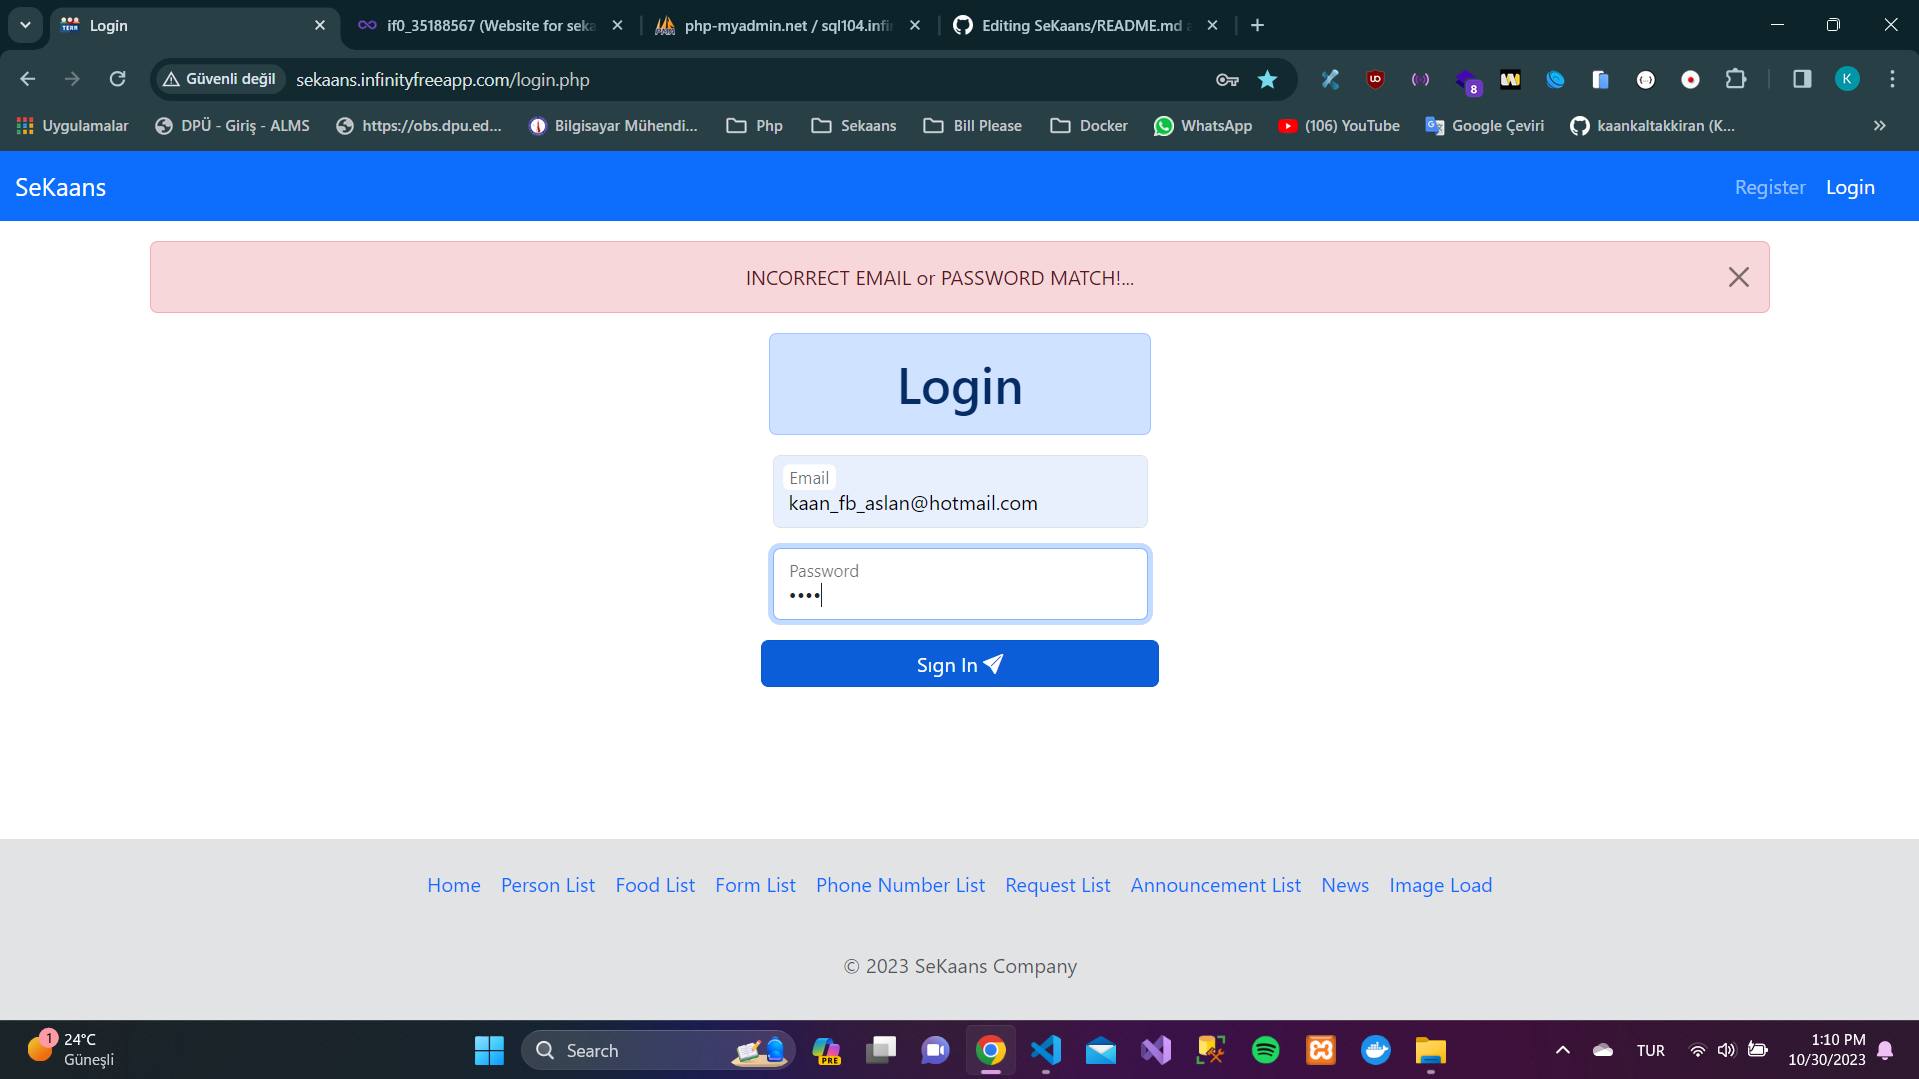 Login
if0_35188567 (Website for seka
php-myadmin.net / sql104.infi
Editing SeKaans/README.md a
Güvenli değil
sekaans.infinityfreeapp.com/login.php
8
K
Uygulamalar
DPÜ - Giriş - ALMS
https://obs.dpu.ed...
Bilgisayar Mühendi...
Php
Sekaans
Bill Please
Docker
WhatsApp
(106) YouTube
Google Çeviri
kaankaltakkiran (K...
SeKaans
Register
Login
INCORRECT EMAIL or PASSWORD MATCH!...
Login
Email
kaan_fb_aslan@hotmail.com
Password
••••
Sıgn In
Home
Person List
Food List
Form List
Phone Number List
Request List
Announcement List
News
Image Load
© 2023 SeKaans Company
1
24°C
Güneşli
Search
PRE
TUR
1:10 PM
10/30/2023